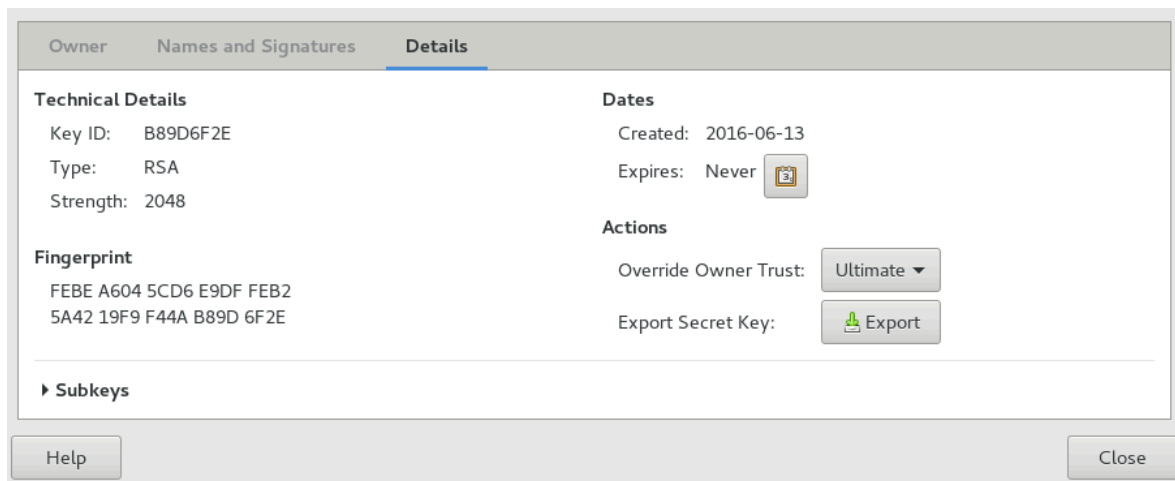 Owner Names and Signatures Details
Technical Details
Key ID: B89D6F2E
Type: RSA
Strength: 2048
Fingerprint
FEBE A604 5CD6 E9DF FEB2
5A42 19F9 F44A B89D 6F2E
Dates
Created: 2016-06-13
Expires: Never
Actions
Override Owner Trust: Ultimate
Export Secret Key: Export
Subkeys
Help Close